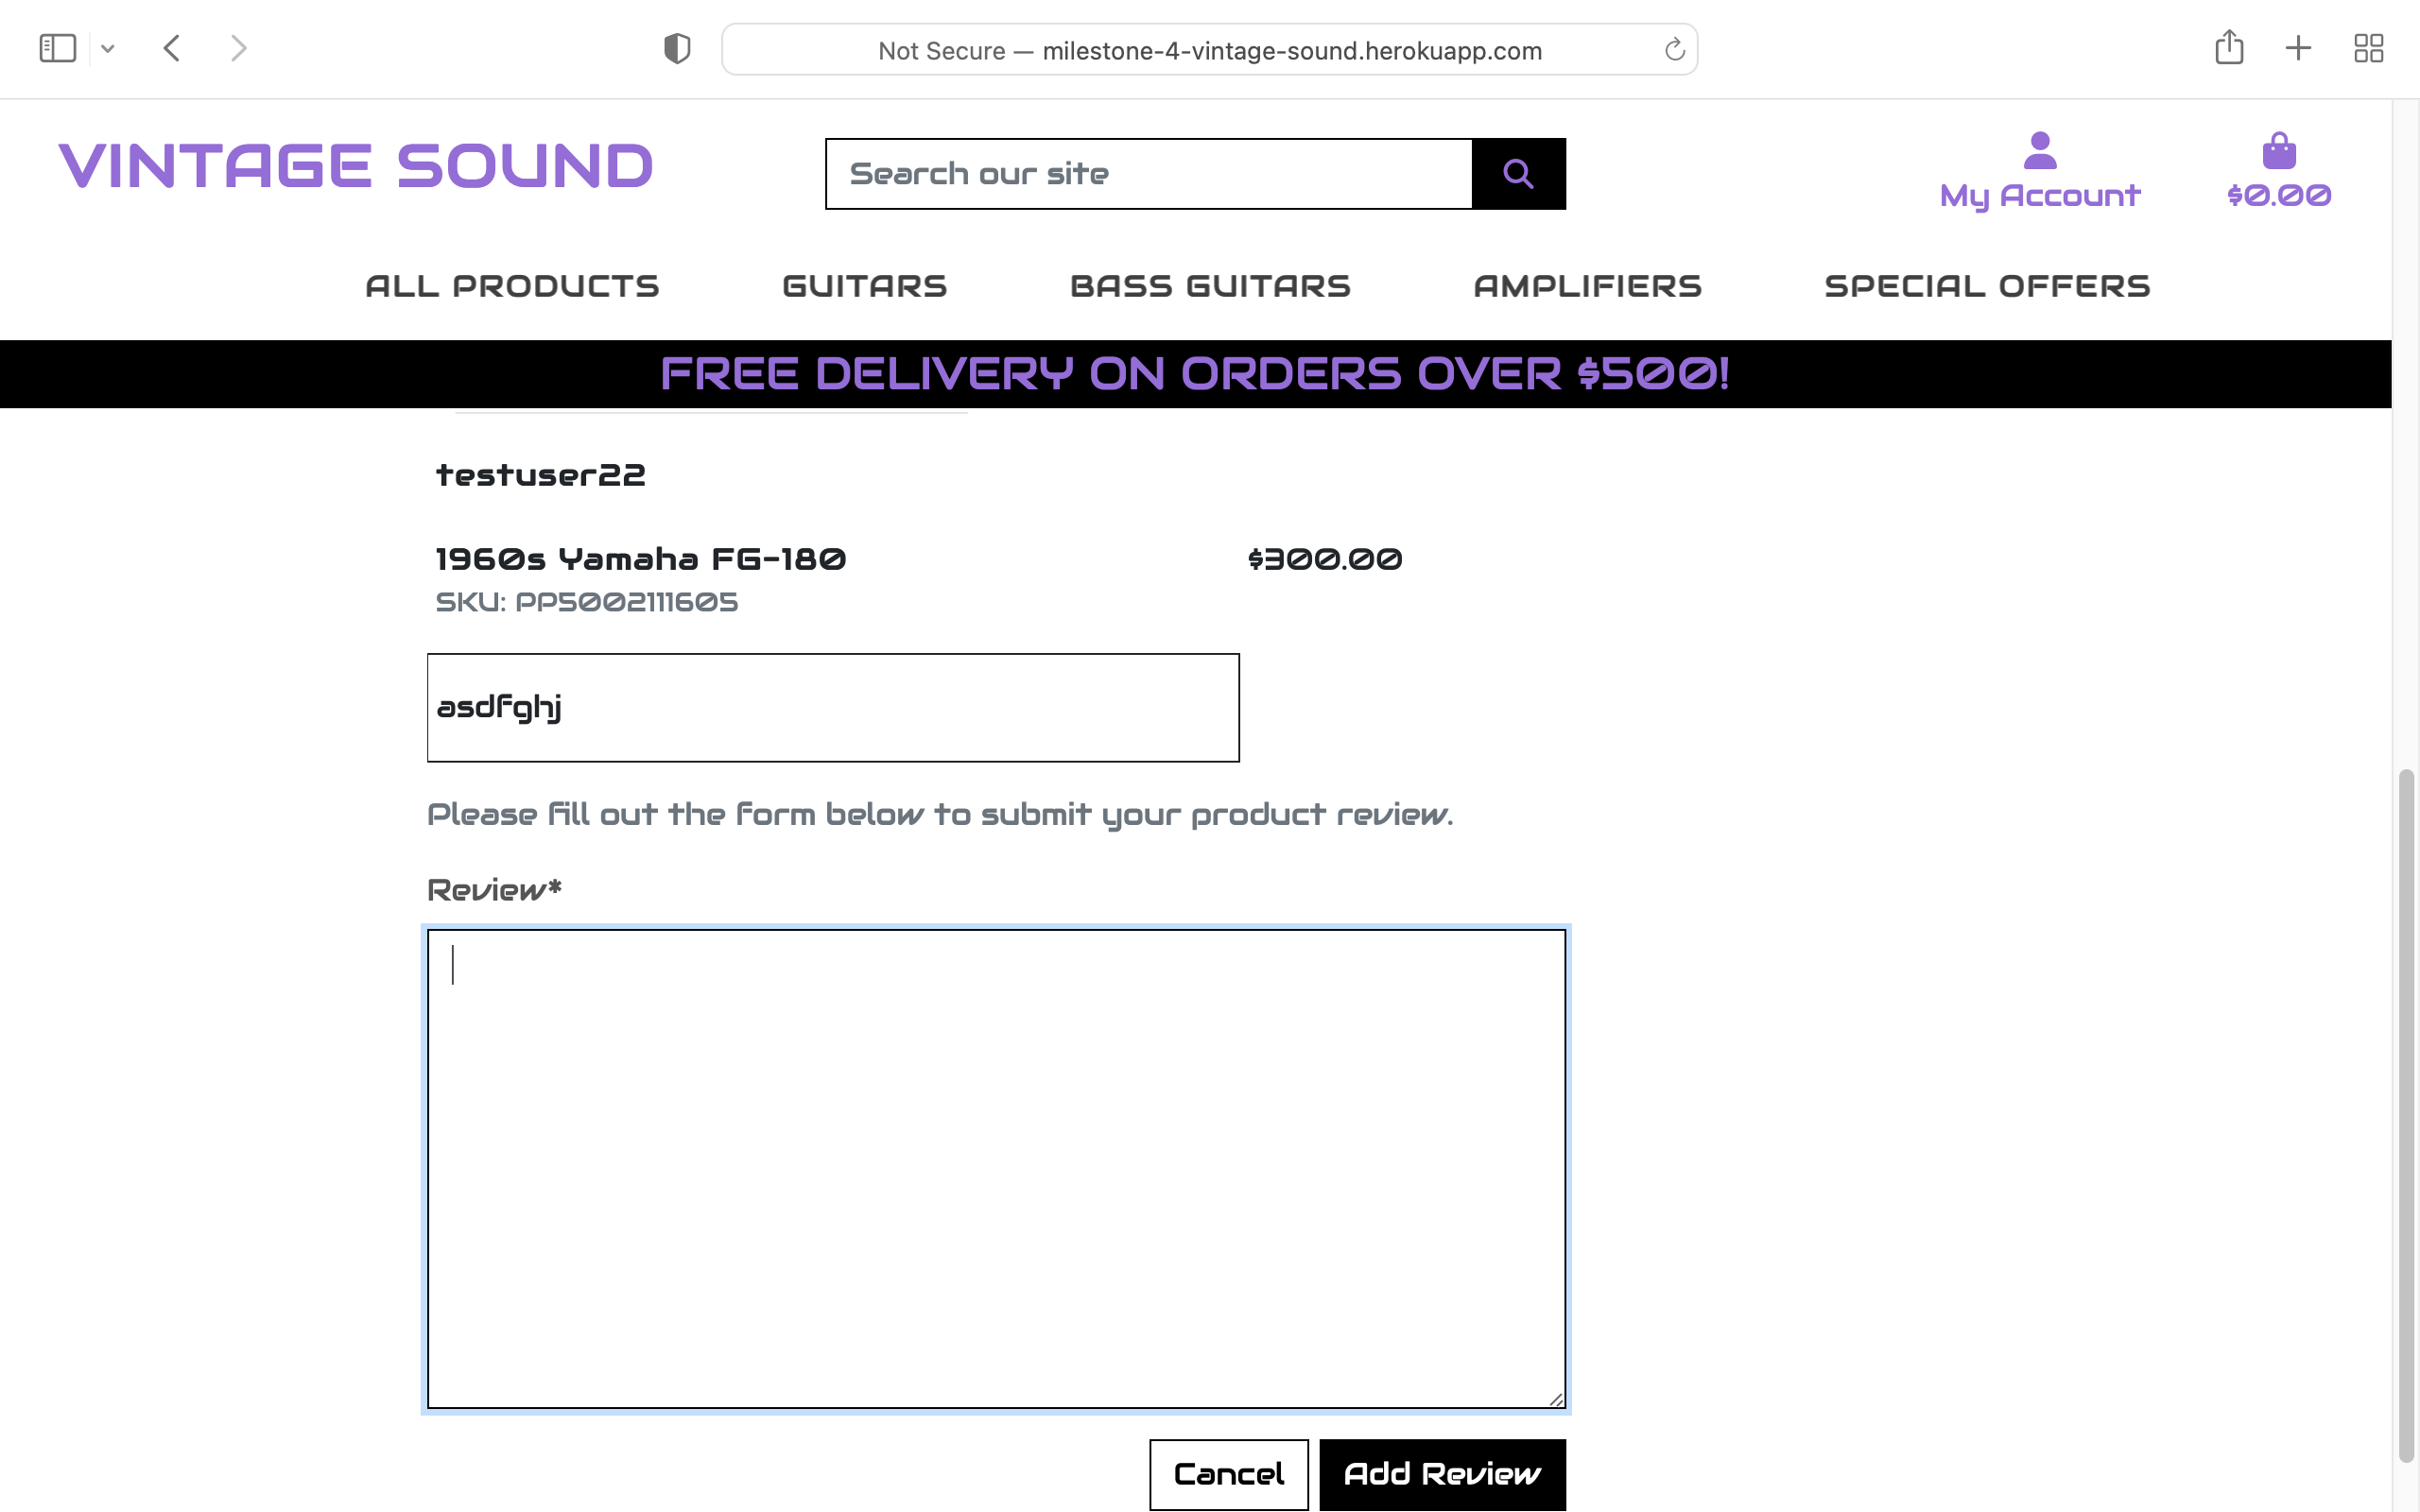 Not Secure — milestone-4-vintage-sound.herokuapp.com
VINTAGE SOUND
Search our site
My Account
$0.00
ALL PRODUCTS GUITARS BASS GUITARS AMPLIFIERS SPECIAL OFFERS
FREE DELIVERY ON ORDERS OVER $500!
testuser22
1960s Yamaha FG-180 $300.00
SKU: PP5002111605
asdfghj
Please fill out the form below to submit your product review.
Review*
Cancel Add Review